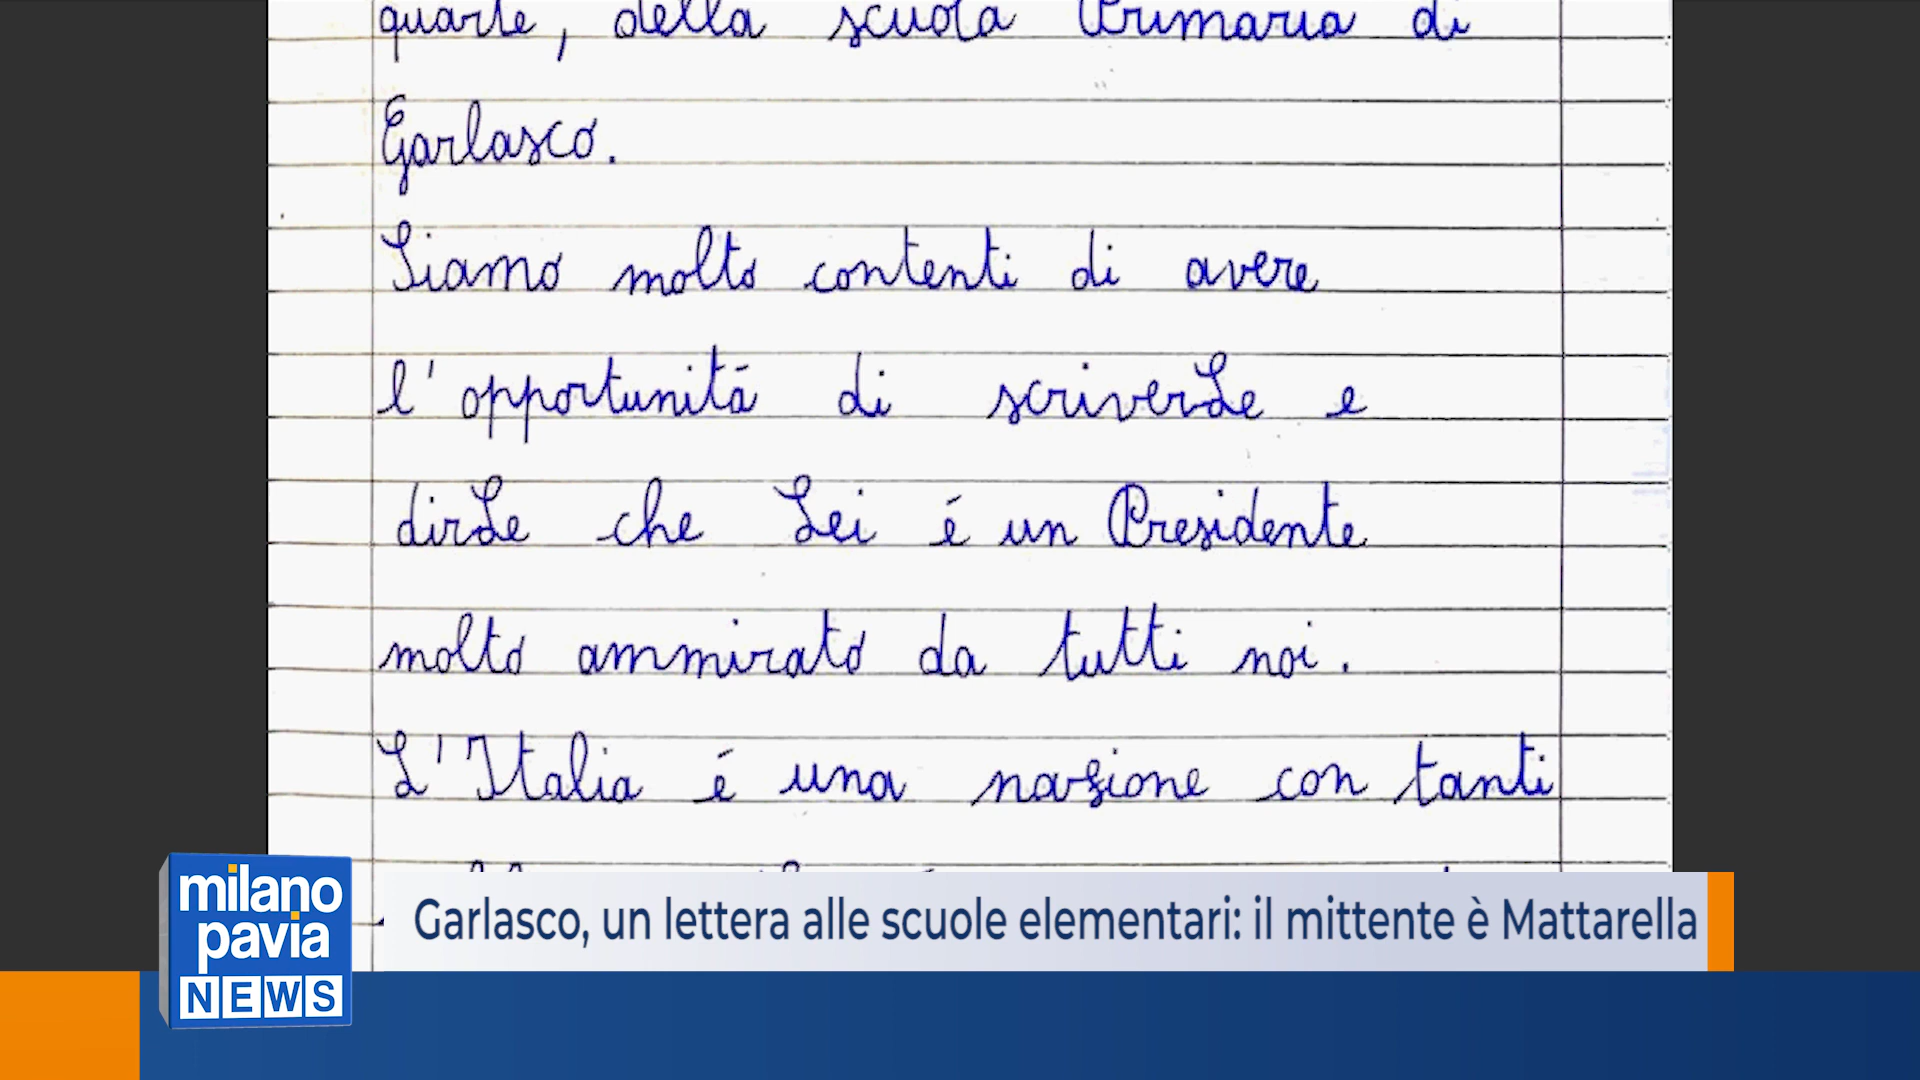 quarte, della scuola Primaria di
Garlasco.
Siamo molto contenti di avere
l'opportunitá di scriverLe e
dirLe che Lei é un Presidente
molto ammirato da tutti noi.
L'Italia é una nazione con tanti
milano
pavia
NEWS
Garlasco, un lettera alle scuole elementari: il mittente è Mattarella